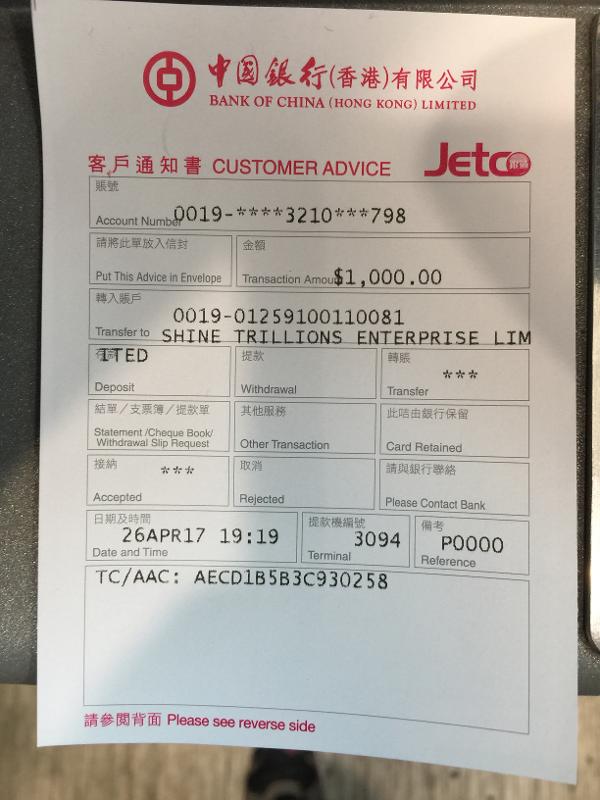 中國銀行(香港)有限公司
BANK OF CHINA (HONG KONG) LIMITED
客戶通知書 CUSTOMER ADVICE
Jetco 銀通
賬號
Account Number 0019-****3210***798
請將此單放入信封
Put This Advice in Envelope
金額
Transaction Amou $1,000.00
轉入賬戶
0019-01259100110081
Transfer to SHINE TRILLIONS ENTERPRISE LIM
ITED
Deposit
提款
Withdrawal
轉賬
***
Transfer
結單／支票簿／提款單
Statement /Cheque Book/
Withdrawal Slip Request
其他服務
Other Transaction
此咭由銀行保留
Card Retained
接納
***
Accepted
取消
Rejected
請與銀行聯絡
Please Contact Bank
日期及時間
26APR17 19:19
Date and Time
提款機編號
3094
Terminal
備考
P0000
Reference
TC/AAC: AECD1B5B3C930258
請參閱背面 Please see reverse side